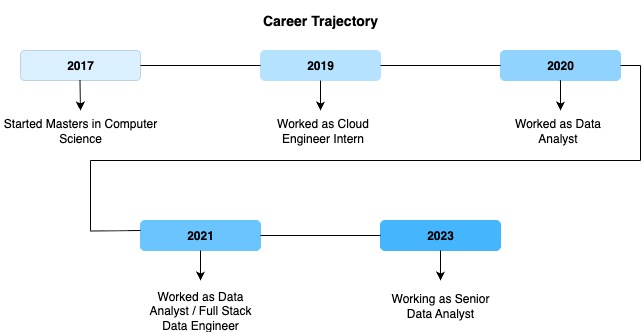 Career Trajectory
2017
2019
2020
Started Masters in Computer
Science
Worked as Cloud
Engineer Intern
Worked as Data
Analyst
2021
2023
Worked as Data
Analyst / Full Stack
Data Engineer
Working as Senior
Data Analyst